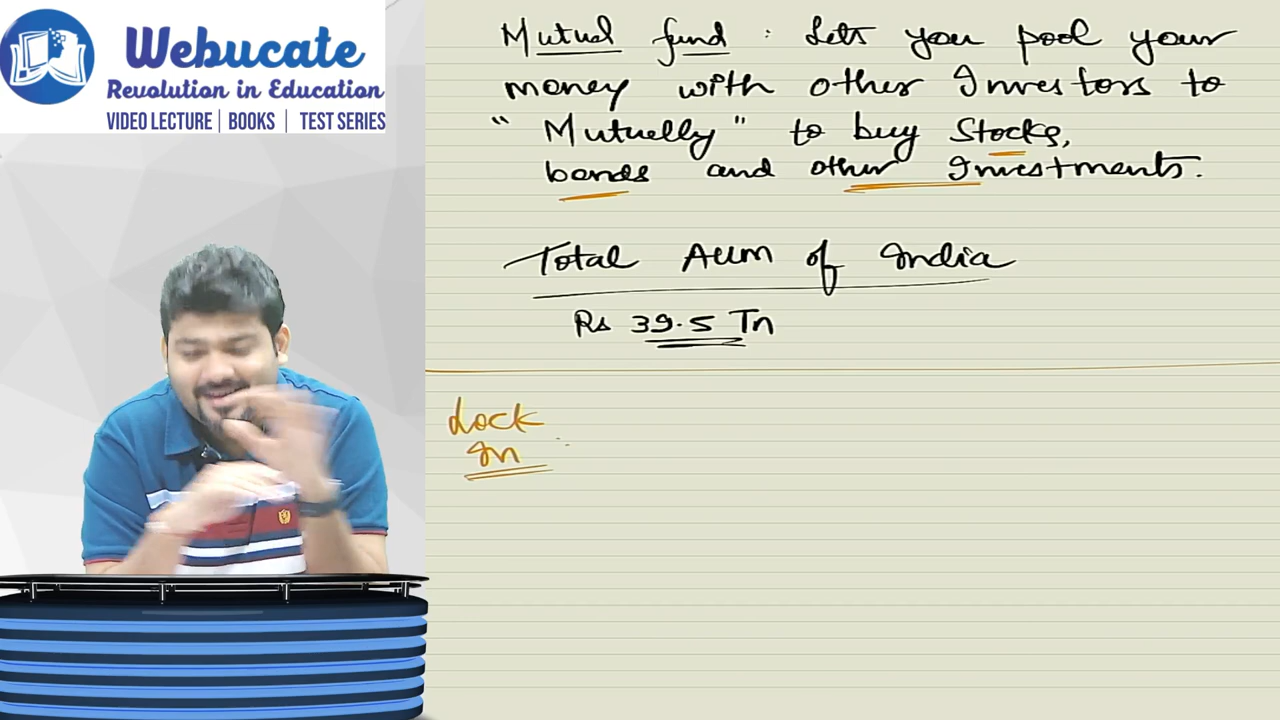 Webucate
Revolution in Education
VIDEO LECTURE | BOOKS | TEST SERIES
Mutual fund : Lets you pool your
money with other Investors to
"Mutually" to buy Stocks,
bonds and other Investments.
Total AUM of India
Rs 39.5 Tn
Lock
In :